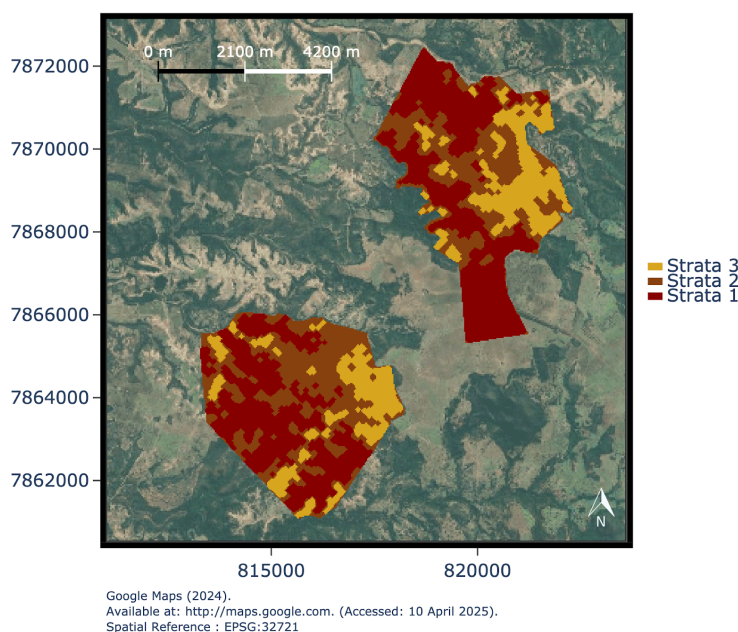 0 m 2100 m 4200 m
7872000
7870000
7868000
7866000
7864000
7862000
815000 820000
Strata 3
Strata 2
Strata 1
N
Google Maps (2024).
Available at: http://maps.google.com. (Accessed: 10 April 2025).
Spatial Reference : EPSG:32721